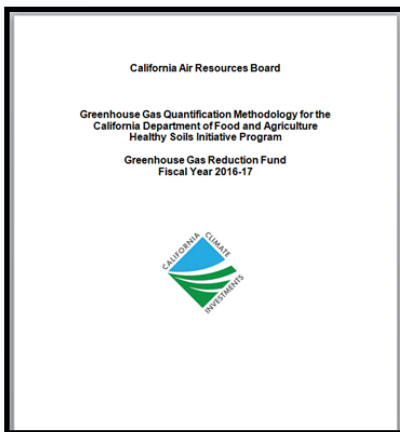 California Air Resources Board
Greenhouse Gas Quantification Methodology for the
California Department of Food and Agriculture
Healthy Soils Initiative Program
Greenhouse Gas Reduction Fund
Fiscal Year 2016-17
CALIFORNIA
CLIMATE
INVESTMENTS